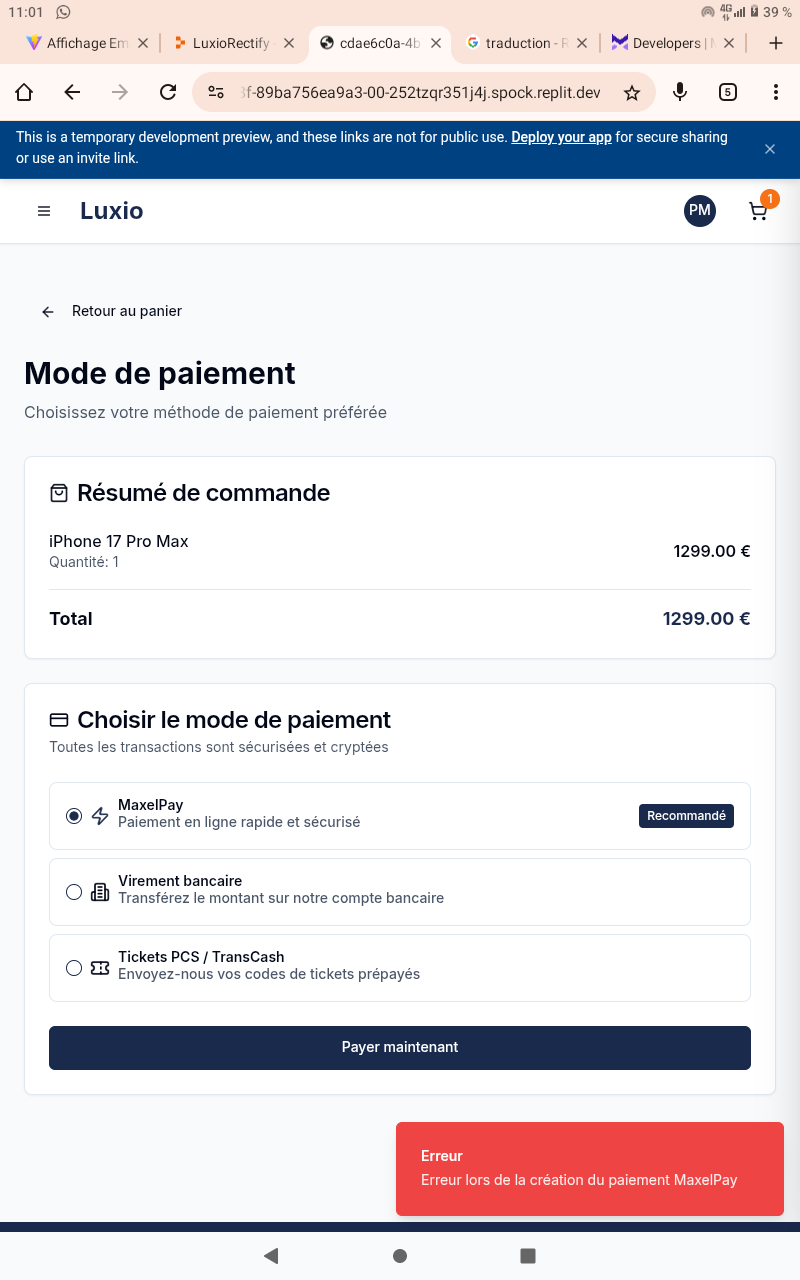 11:01
4G
39 %
Affichage Em
LuxioRectify
cdae6c0a-4b
traduction - R
Developers | M
3f-89ba756ea9a3-00-252tzqr351j4j.spock.replit.dev
5
This is a temporary development preview, and these links are not for public use. Deploy your app for secure sharing
or use an invite link.
Luxio
PM
1
Retour au panier
Mode de paiement
Choisissez votre méthode de paiement préférée
Résumé de commande
iPhone 17 Pro Max
Quantité: 1
1299.00 €
Total
1299.00 €
Choisir le mode de paiement
Toutes les transactions sont sécurisées et cryptées
MaxelPay
Paiement en ligne rapide et sécurisé
Recommandé
Virement bancaire
Transférez le montant sur notre compte bancaire
Tickets PCS / TransCash
Envoyez-nous vos codes de tickets prépayés
Payer maintenant
Erreur
Erreur lors de la création du paiement MaxelPay